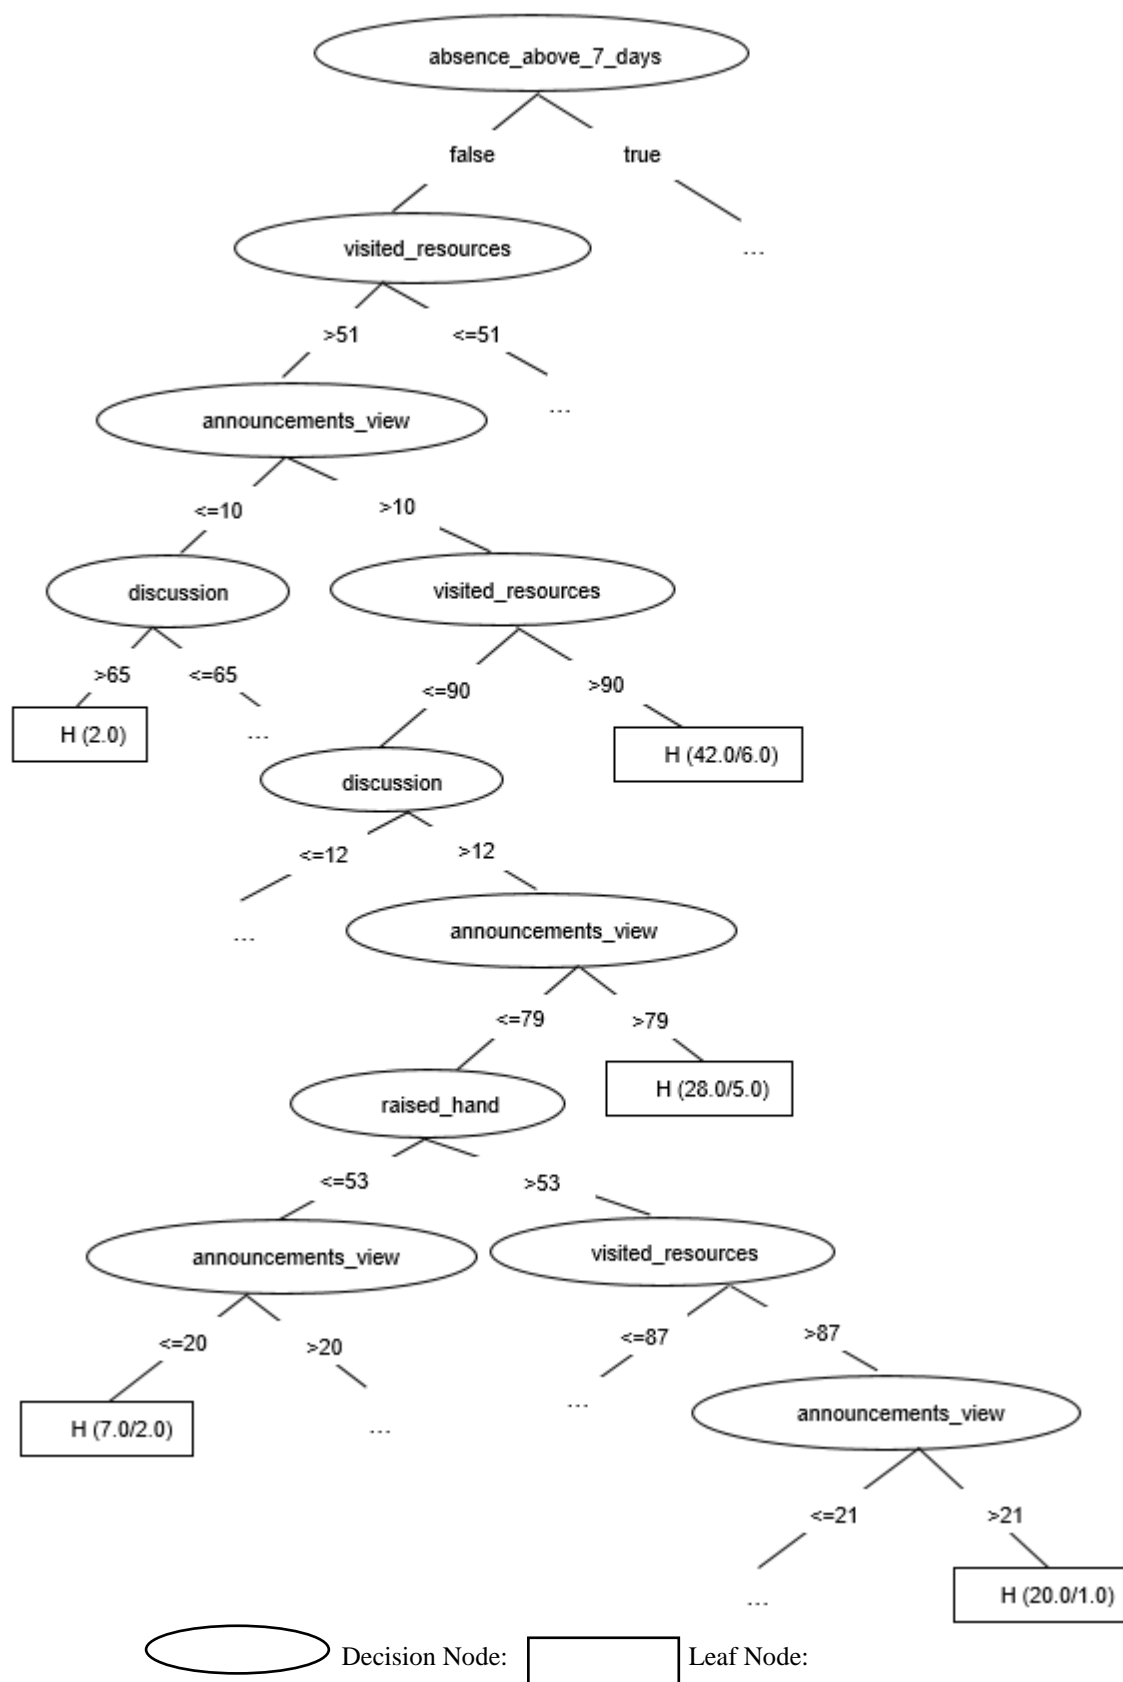 absence_above_7_days
false
true
visited_resources
...
>51
<=51
announcements_view
...
<=10
>10
discussion
visited_resources
>65
<=65
<=90
>90
H (2.0)
...
H (42.0/6.0)
discussion
<=12
>12
...
announcements_view
<=79
>79
H (28.0/5.0)
raised_hand
<=53
>53
announcements_view
visited_resources
<=20
>20
<=87
>87
H (7.0/2.0)
...
...
announcements_view
<=21
>21
...
H (20.0/1.0)
Decision Node:
Leaf Node: